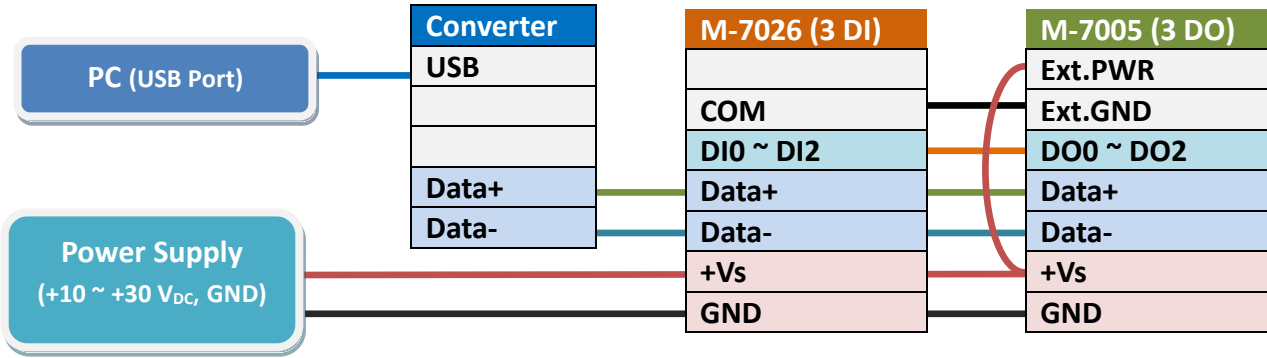 PC (USB Port)
Power Supply
(+10 ~ +30 VDC, GND)
Converter
USB
Data+
Data-
M-7026 (3 DI)
COM
DI0 ~ DI2
Data+
Data-
+Vs
GND
M-7005 (3 DO)
Ext.PWR
Ext.GND
DO0 ~ DO2
Data+
Data-
+Vs
GND